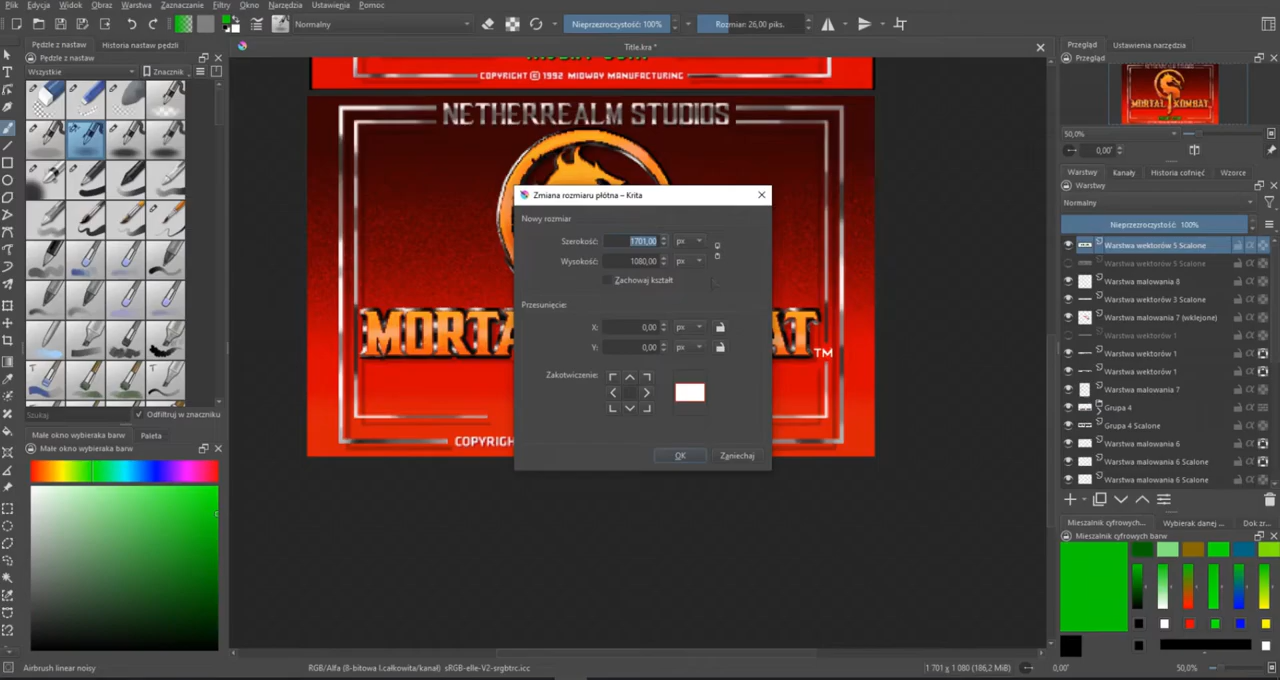 Plik Edycja Widok Obraz Warstwa Zaznaczanie Filtry Okno Narzędzia Ustawienia Pomoc
Normalny
Nieprzezroczystość: 100%
Rozmiar: 26,00 piks.
Pędzle z nastaw
Historia nastaw pędzli
Title.kra *
Przegląd
Ustawienia narzędzia
Pędzle z nastaw
Przegląd
Wszystkie
Znacznik
COPYRIGHT © 1992 MIDWAY MANUFACTURING
NETHERREALM STUDIOS
MORTAL KOMBAT
50,0%
0,00°
Warstwy
Kanały
Historia cofnięć
Wzorce
Warstwy
Normalny
Nieprzezroczystość: 100%
Zmiana rozmiaru płótna – Krita
Nowy rozmiar
Szerokość: 1701,00 px
Wysokość: 1080,00 px
Zachowaj kształt
Przesunięcie:
X: 0,00 px
Y: 0,00 px
Zakotwiczenie:
OK
Zaniechaj
TM
COPYRIGH
Warstwa wektorów 5 Scalone
Warstwa wektorów 5 Scalone
Warstwa malowania 8
Warstwa wektorów 3 Scalone
Warstwa malowania 7 (wklejone)
Warstwa wektorów 1
Warstwa wektorów 1
Warstwa malowania 7
Grupa 4
Grupa 4 Scalone
Warstwa malowania 6
Warstwa malowania 6 Scalone
Warstwa malowania 6 Scalone
Szukaj
Odfiltruj w znaczniku
Małe okno wybieraka barw
Paleta
Małe okno wybieraka barw
Mieszalnik cyfrowych...
Wybierak danej ...
Dok zr...
Mieszalnik cyfrowych barw
Airbrush linear noisy
RGB/Alfa (8-bitowa l.całkowita/kanał) sRGB-elle-V2-srgbtrc.icc
1 701 x 1 080 (186,2 MiB)
0,00°
50,0%